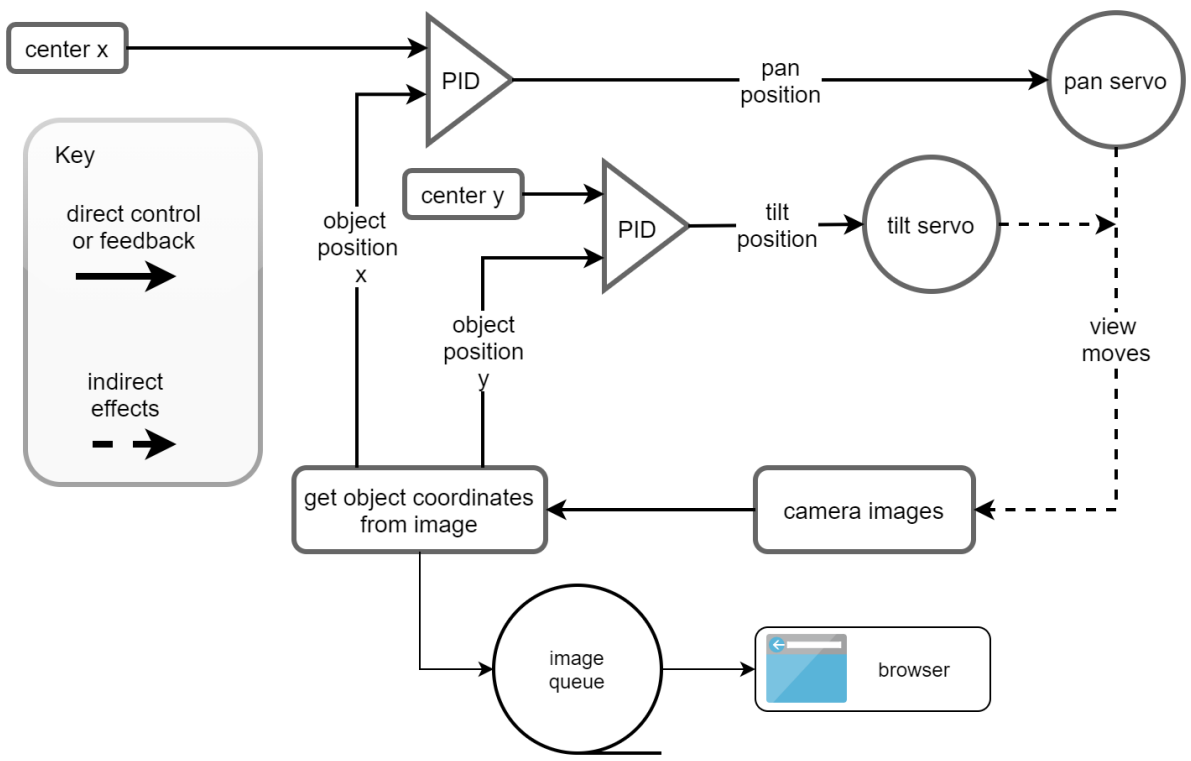 center x
PID
pan
position
pan servo
Key
direct control
or feedback
indirect
effects
object
position
x
center y
PID
tilt
position
tilt servo
object
position
y
view
moves
get object coordinates
from image
camera images
image
queue
browser